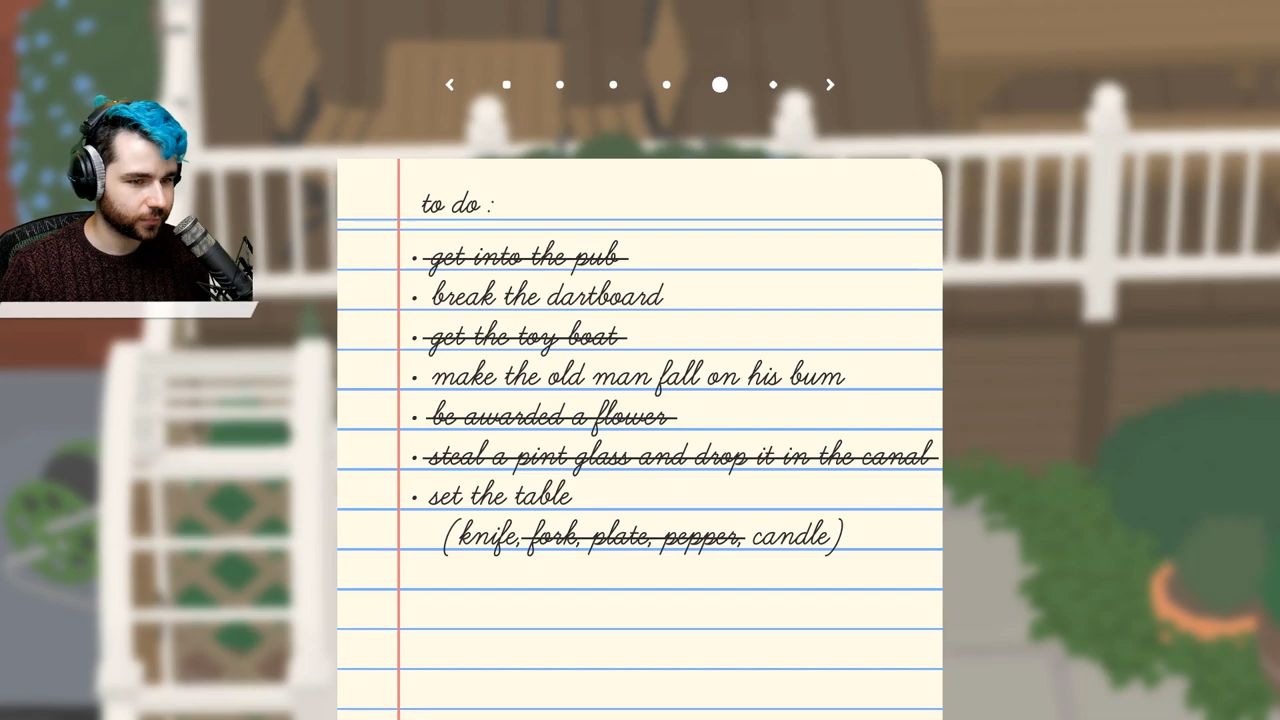 to do :
• get into the pub
• break the dartboard
• get the toy boat
• make the old man fall on his bum
• be awarded a flower
• steal a pint glass and drop it in the canal
• set the table
(knife, fork, plate, pepper, candle)
THANK